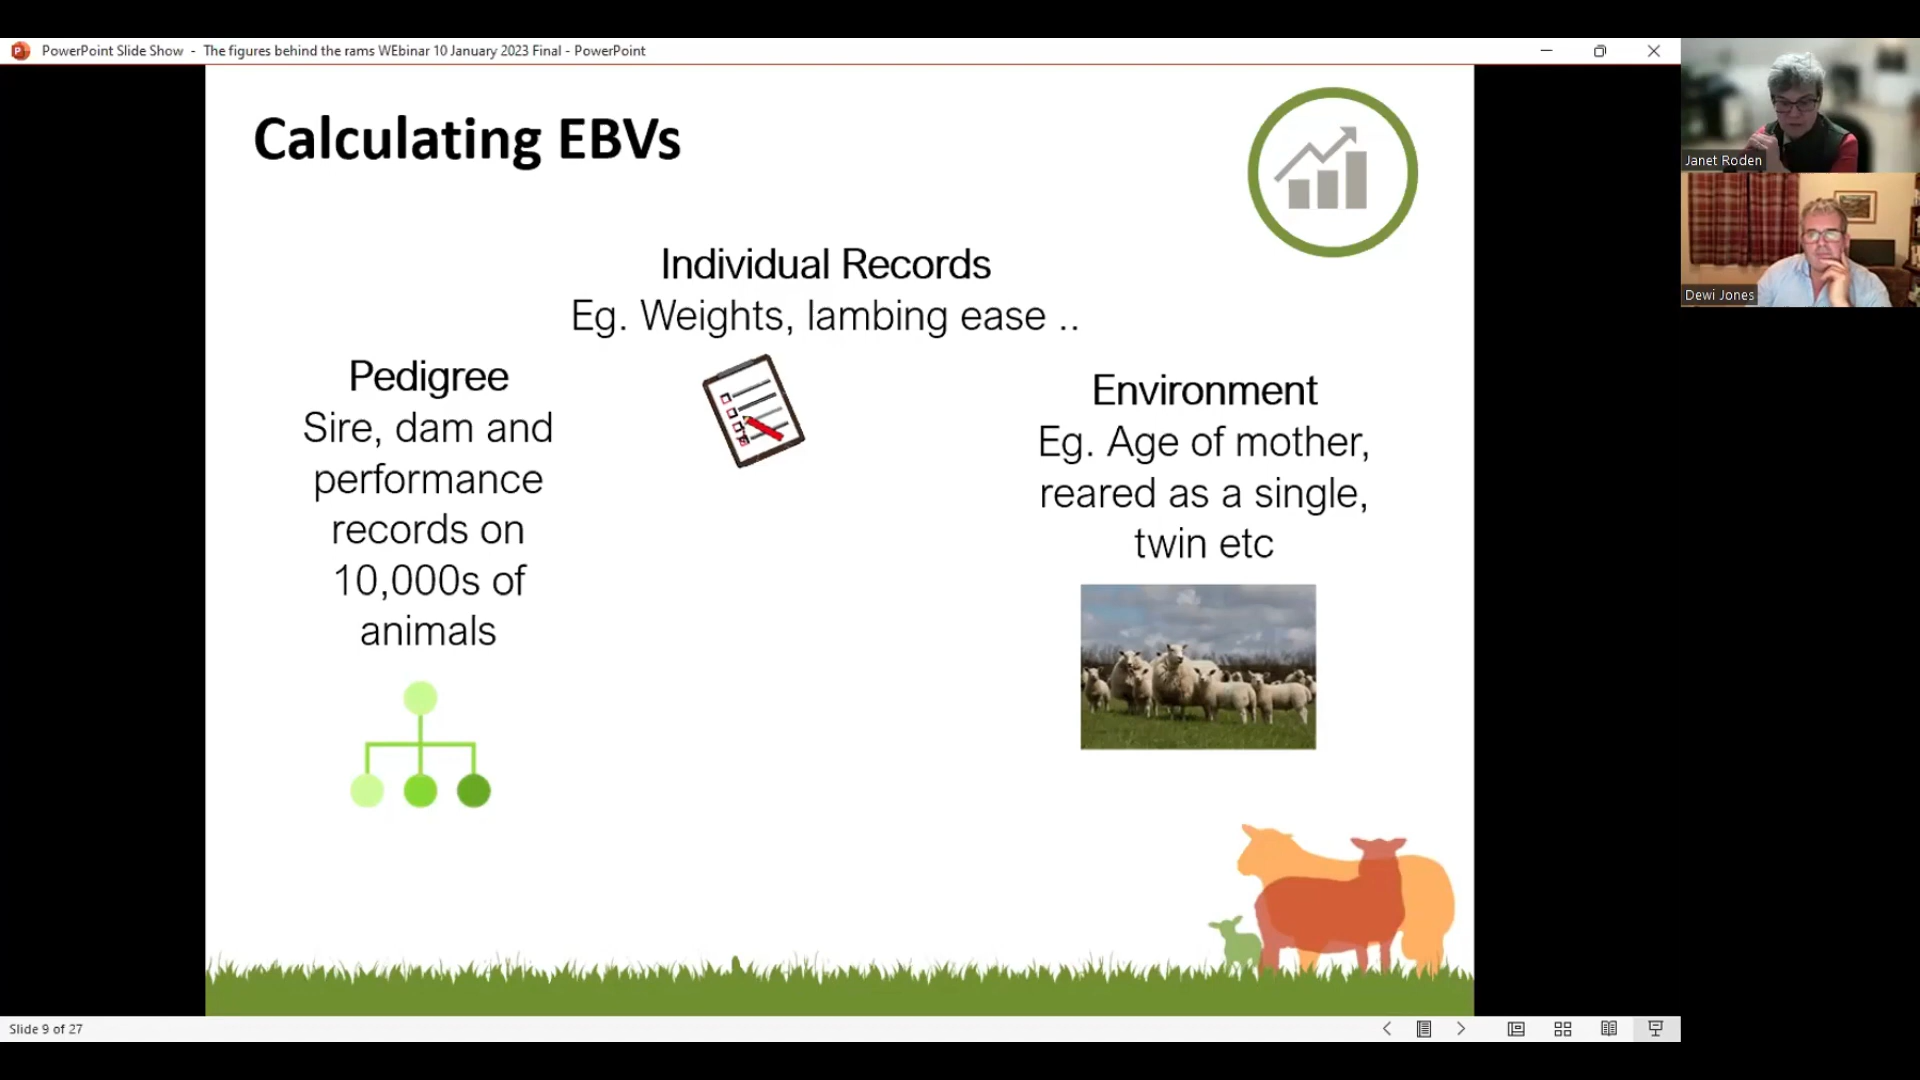 PowerPoint Slide Show - The figures behind the rams WEbinar 10 January 2023 Final - PowerPoint
Calculating EBVs
Individual Records
Eg. Weights, lambing ease ..
Pedigree
Sire, dam and
performance
records on
10,000s of
animals
Environment
Eg. Age of mother,
reared as a single,
twin etc
Janet Roden
Dewi Jones
Slide 9 of 27